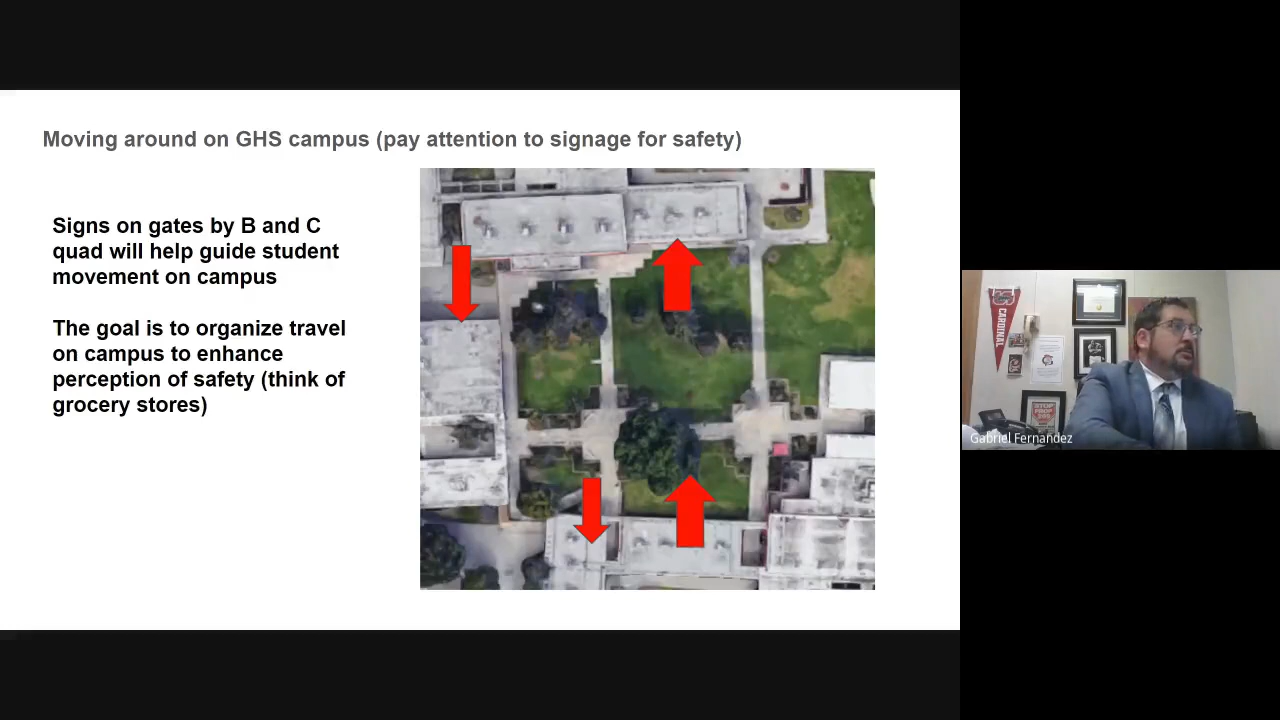 Moving around on GHS campus (pay attention to signage for safety)
Signs on gates by B and C
quad will help guide student
movement on campus
The goal is to organize travel
on campus to enhance
perception of safety (think of
grocery stores)
CARDINAL
STOP
Gabriel Fernandez